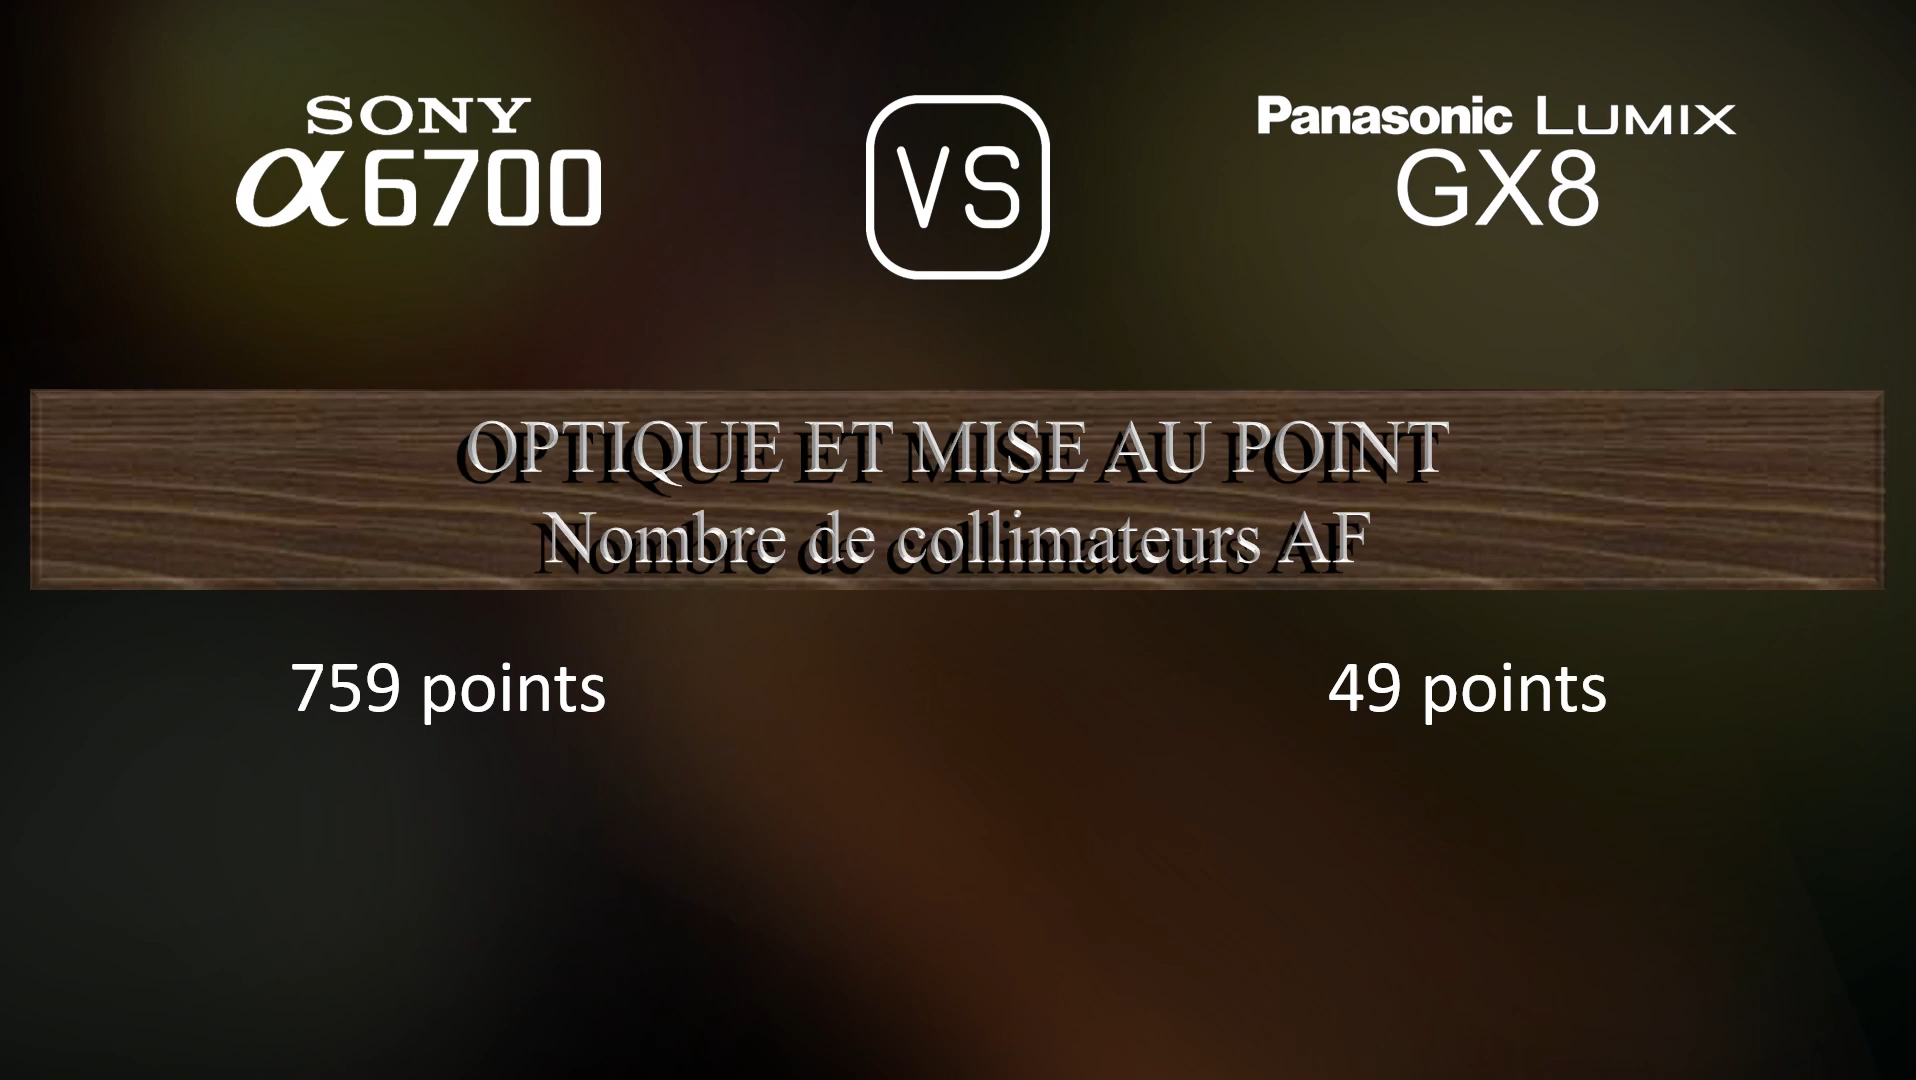 SONY
α6700
VS
Panasonic LUMIX
GX8
OPTIQUE ET MISE AU POINT
Nombre de collimateurs AF
759 points
49 points